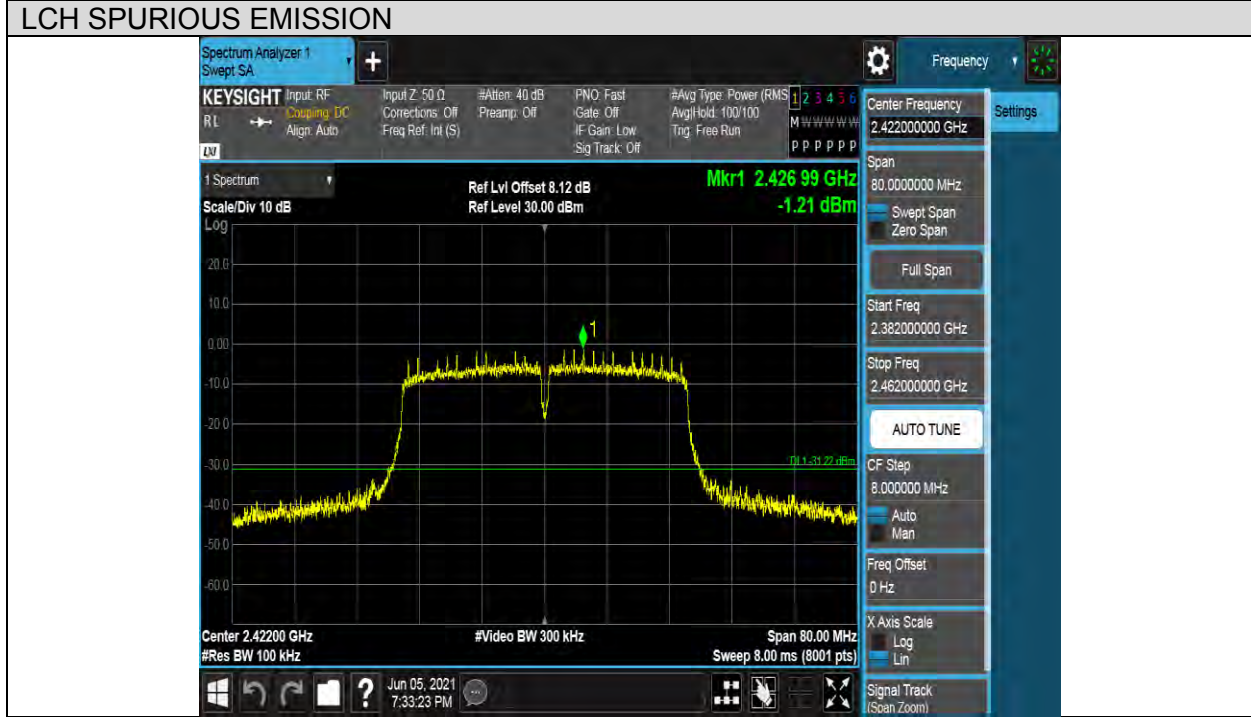 LCH SPURIOUS EMISSION
Spectrum Analyzer 1
Swept SA
+
Frequency
KEYSIGHT
RL
LXI
Input: RF
Coupling: DC
Align: Auto
Input Z: 50 Ω
Corrections: Off
Freq Ref: Int (S)
#Atten: 40 dB
Preamp: Off
PNO: Fast
Gate: Off
IF Gain: Low
Sig Track: Off
#Avg Type: Power (RMS
Avg|Hold: 100/100
Trig: Free Run
1 2 3 4 5 6
M W W W W W
P P P P P P
1 Spectrum
Scale/Div 10 dB
Ref Lvl Offset 8.12 dB
Ref Level 30.00 dBm
Mkr1 2.426 99 GHz
-1.21 dBm
Log
20.0
10.0
0.00
-10.0
-20.0
-30.0
-40.0
-50.0
-60.0
1
DL1 -31.22 dBm
Center 2.42200 GHz
#Res BW 100 kHz
#Video BW 300 kHz
Span 80.00 MHz
Sweep 8.00 ms (8001 pts)
?
Jun 05, 2021
7:33:23 PM
Center Frequency
2.422000000 GHz
Settings
Span
80.0000000 MHz
Swept Span
Zero Span
Full Span
Start Freq
2.382000000 GHz
Stop Freq
2.462000000 GHz
AUTO TUNE
CF Step
8.000000 MHz
Auto
Man
Freq Offset
0 Hz
X Axis Scale
Log
Lin
Signal Track
(Span Zoom)